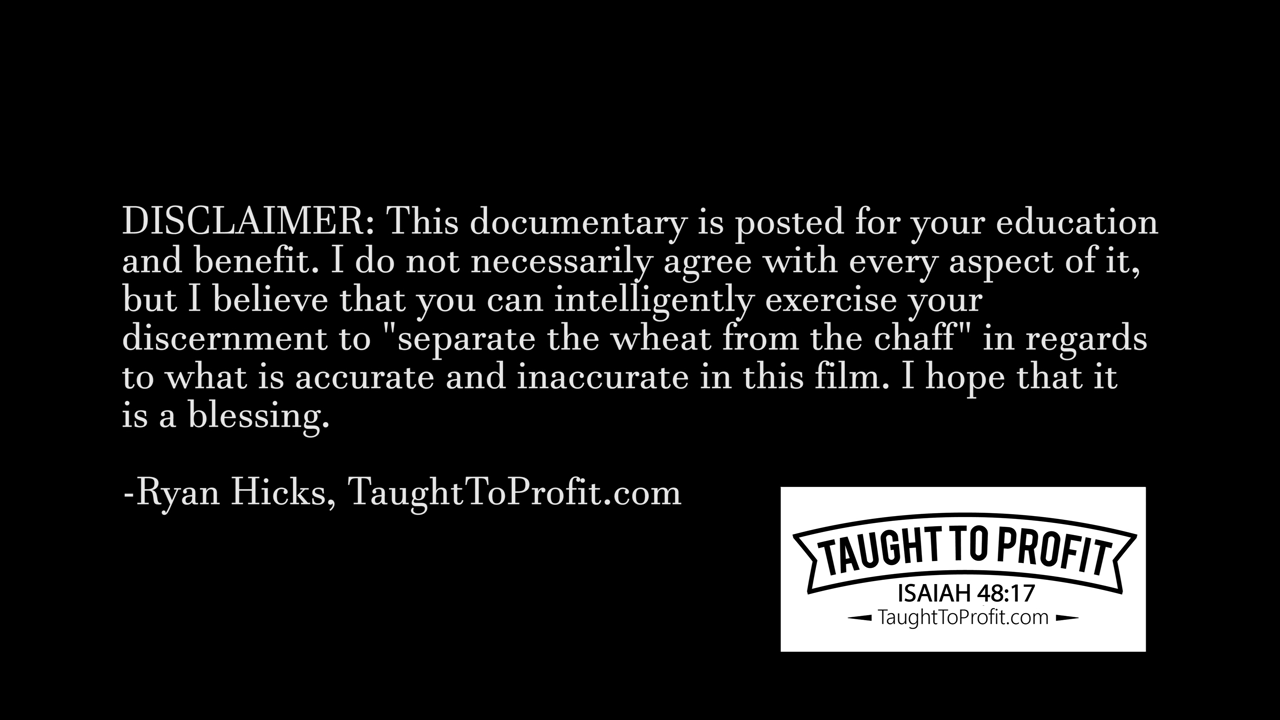 DISCLAIMER: This documentary is posted for your education
and benefit. I do not necessarily agree with every aspect of it,
but I believe that you can intelligently exercise your
discernment to "separate the wheat from the chaff" in regards
to what is accurate and inaccurate in this film. I hope that it
is a blessing.
-Ryan Hicks, TaughtToProfit.com
TAUGHT TO PROFIT
ISAIAH 48:17
TaughtToProfit.com